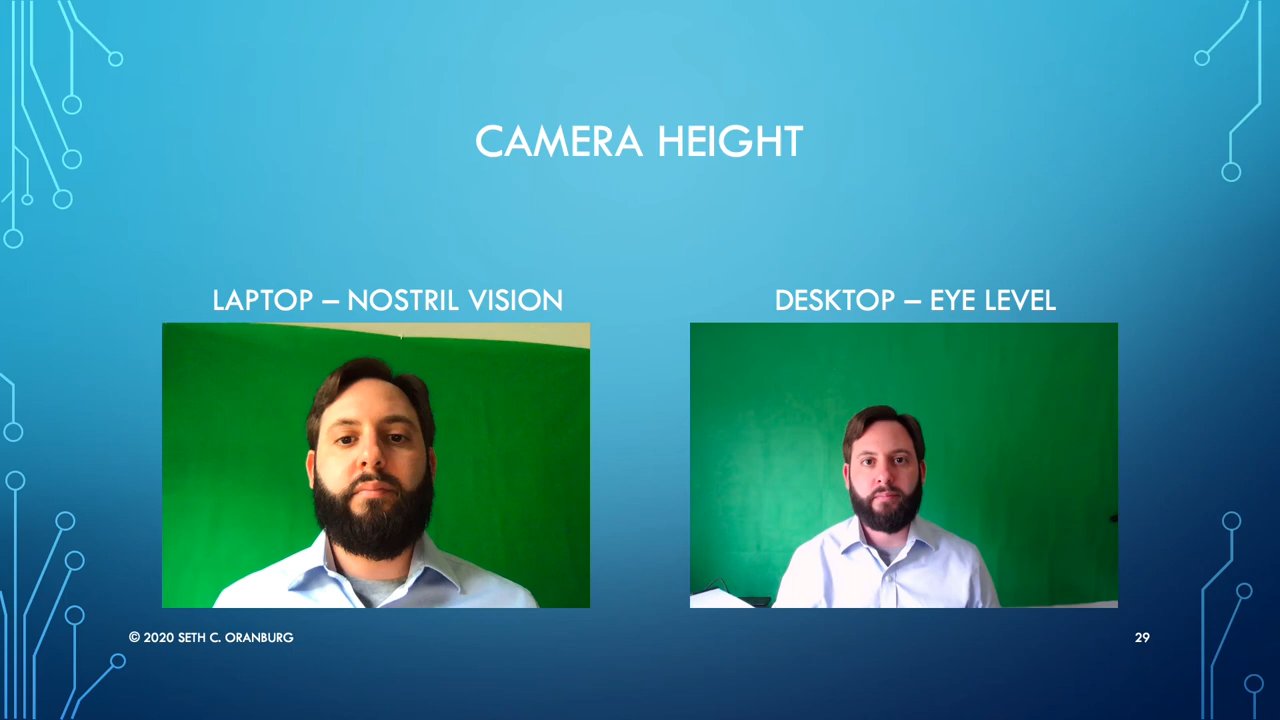 CAMERA HEIGHT
LAPTOP – NOSTRIL VISION
DESKTOP – EYE LEVEL
© 2020 SETH C. ORANBURG
29